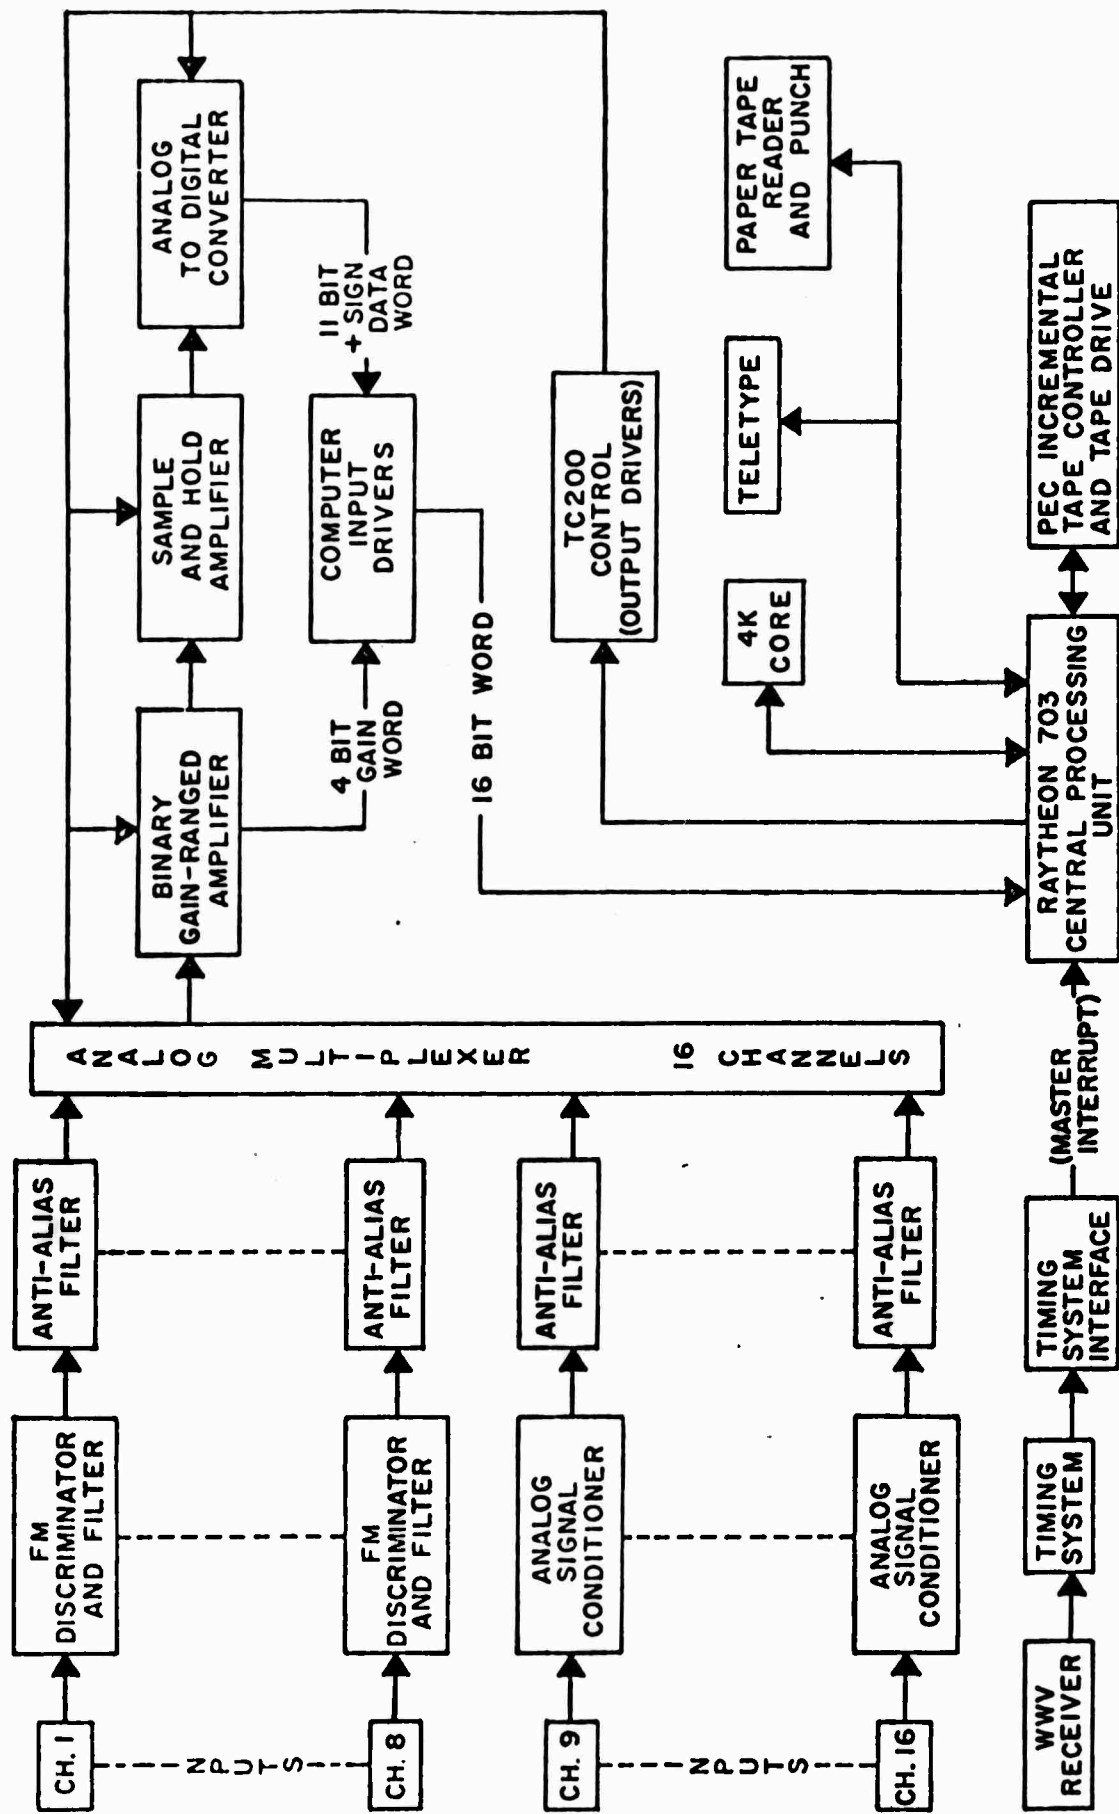 CH. 1
INPUTS
CH. 8
CH. 9
INPUTS
CH. 16
FM
DISCRIMINATOR
AND FILTER
FM
DISCRIMINATOR
AND FILTER
ANALOG
SIGNAL
CONDITIONER
ANALOG
SIGNAL
CONDITIONER
ANTI-ALIAS
FILTER
ANTI-ALIAS
FILTER
ANTI-ALIAS
FILTER
ANTI-ALIAS
FILTER
ANALOG MULTIPLEXER 16 CHANNELS
BINARY
GAIN-RANGED
AMPLIFIER
SAMPLE
AND HOLD
AMPLIFIER
ANALOG
TO DIGITAL
CONVERTER
4 BIT
GAIN
WORD
COMPUTER
INPUT
DRIVERS
11 BIT
+ SIGN
DATA
WORD
16 BIT WORD
TC200
CONTROL
(OUTPUT DRIVERS)
4K
CORE
TELETYPE
PAPER TAPE
READER
AND PUNCH
WWV
RECEIVER
TIMING
SYSTEM
TIMING
SYSTEM
INTERFACE
(MASTER
INTERRUPT)
RAYTHEON 703
CENTRAL PROCESSING
UNIT
PEC INCREMENTAL
TAPE CONTROLLER
AND TAPE DRIVE